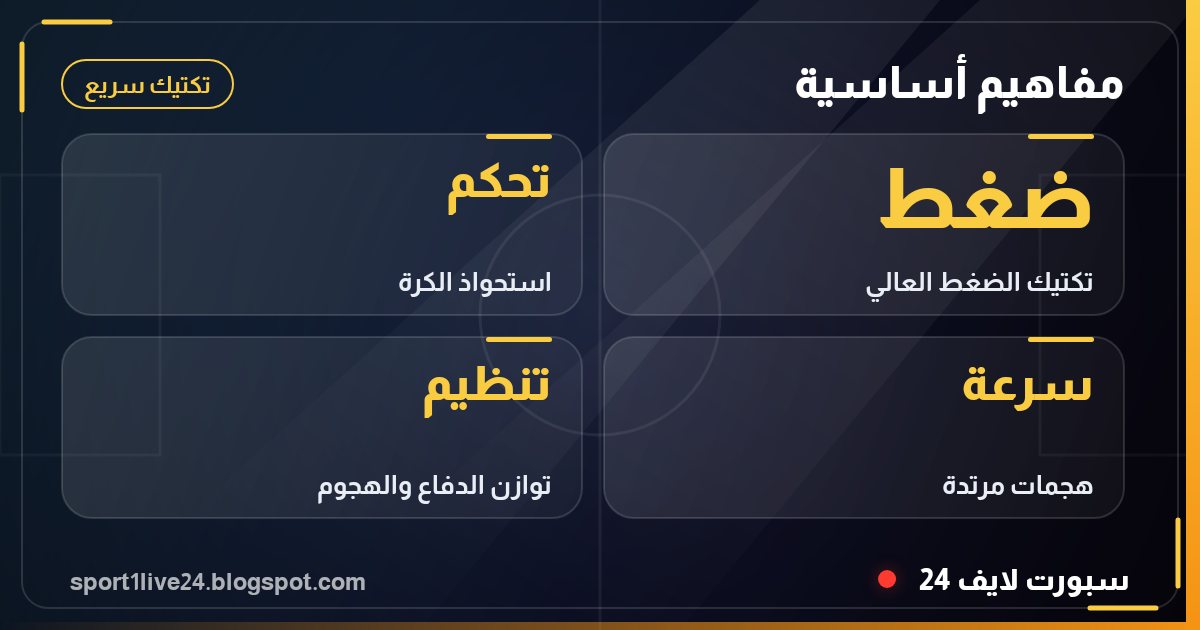 مفاهيم أساسية
تكتيك سريع
ضغط
تكتيك الضغط العالي
تحكم
استحواذ الكرة
سرعة
هجمات مرتدة
تنظيم
توازن الدفاع والهجوم
سبورت لايف 24
sport1live24.blogspot.com